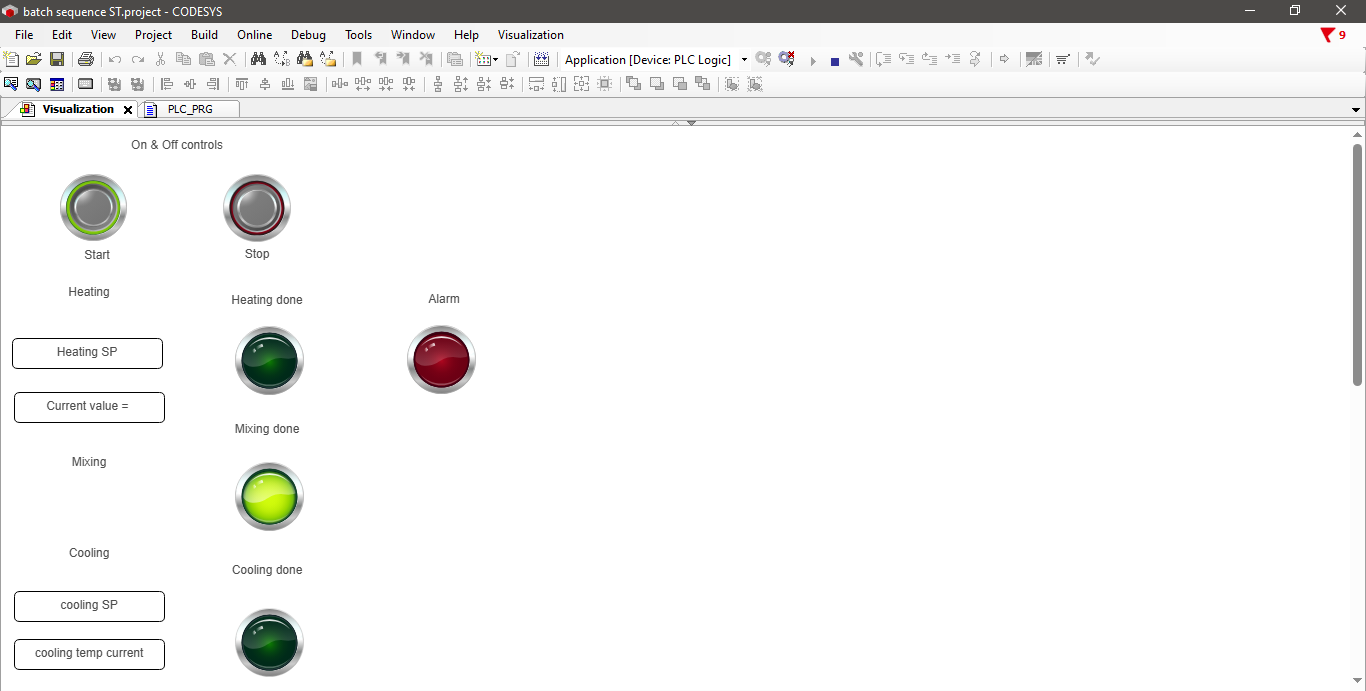 batch sequence ST.project - CODESYS
File Edit View Project Build Online Debug Tools Window Help Visualization
9
Application [Device: PLC Logic]
Visualization
PLC_PRG
On & Off controls
Start
Stop
Heating
Heating done
Alarm
Heating SP
Current value =
Mixing done
Mixing
Cooling
Cooling done
cooling SP
cooling temp current